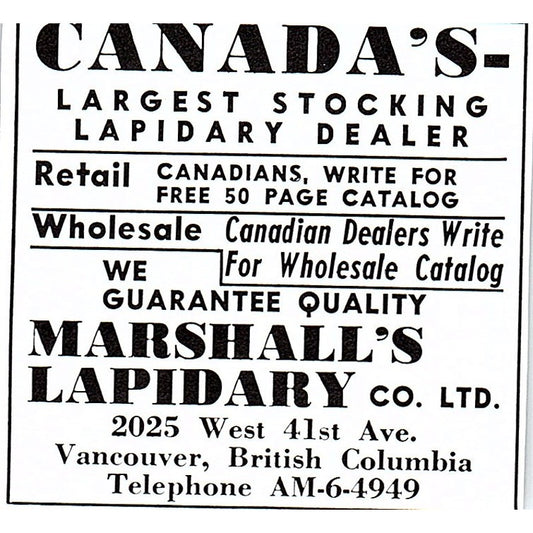 CANADA'S-
LARGEST STOCKING
LAPIDARY DEALER
Retail CANADIANS, WRITE FOR
FREE 50 PAGE CATALOG
Wholesale Canadian Dealers Write
For Wholesale Catalog
WE
GUARANTEE QUALITY
MARSHALL'S
LAPIDARY CO. LTD.
2025 West 41st Ave.
Vancouver, British Columbia
Telephone AM-6-4949